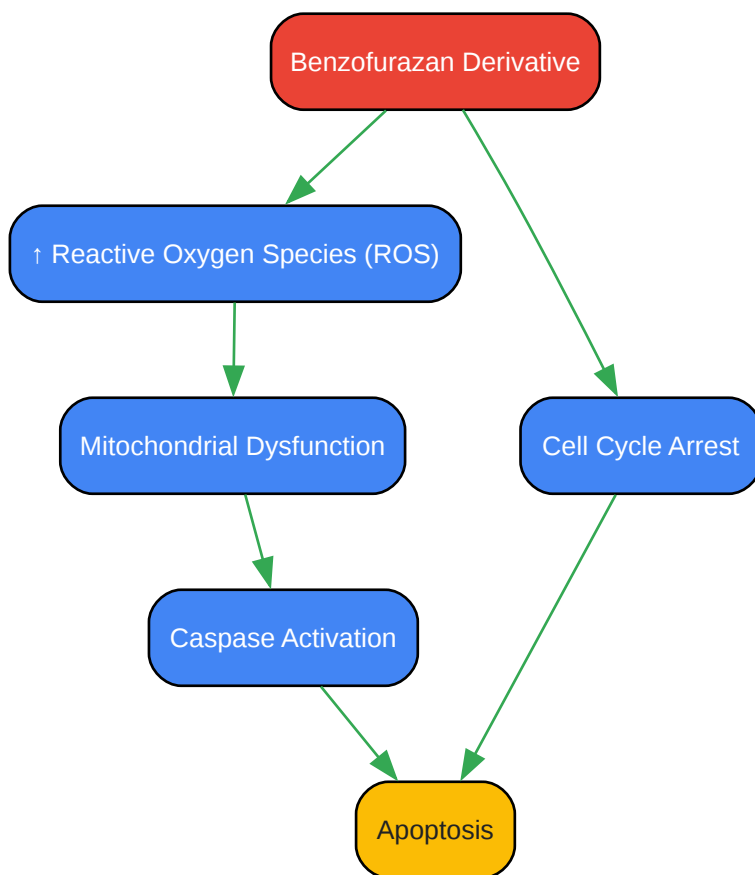 Benzofurazan Derivative
↑ Reactive Oxygen Species (ROS)
Mitochondrial Dysfunction
Cell Cycle Arrest
Caspase Activation
Apoptosis